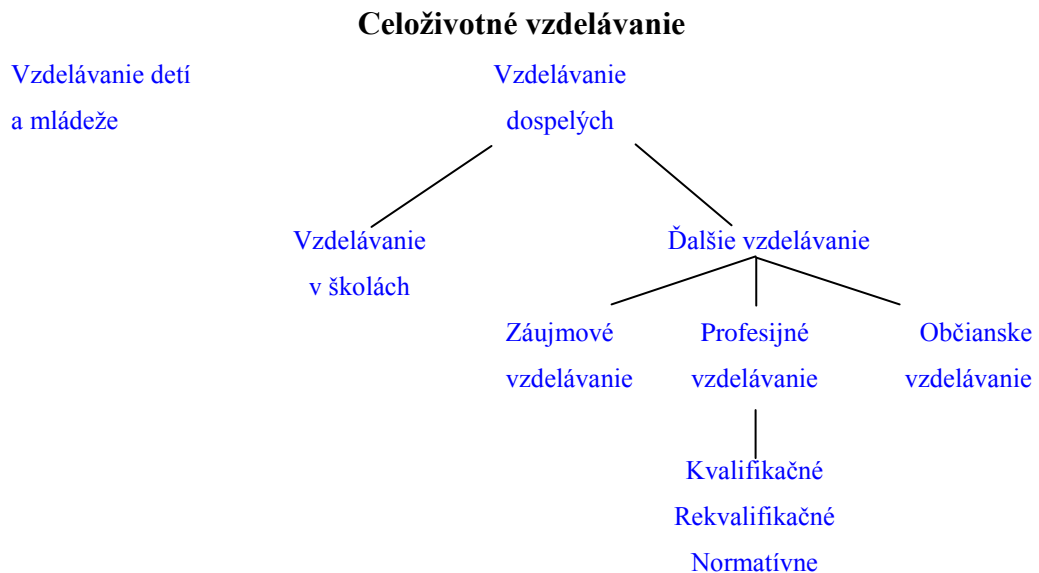 Celoživotné vzdelávanie
Vzdelávanie detí
a mládeže
Vzdelávanie
dospelých
Vzdelávanie
v školách
Ďalšie vzdelávanie
Záujmové
vzdelávanie
Profesijné
vzdelávanie
Občianske
vzdelávanie
Kvalifikačné
Rekvalifikačné
Normatívne